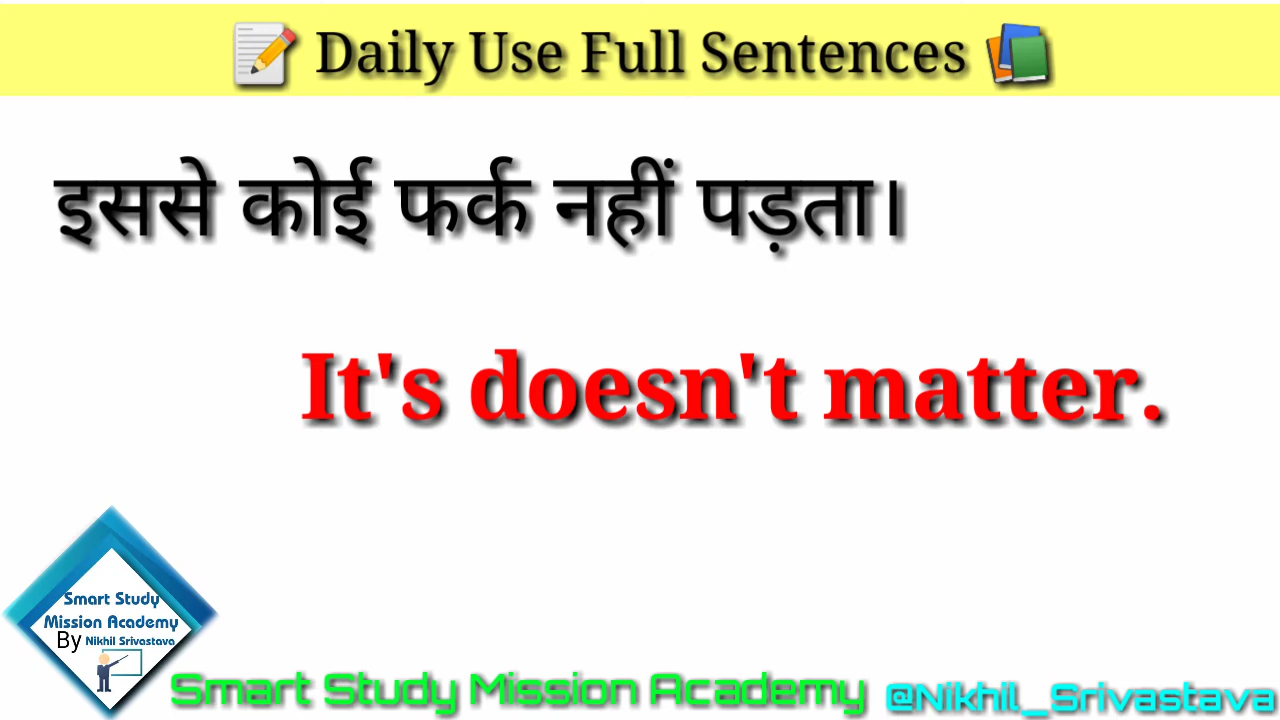 📝 Daily Use Full Sentences 📚
इससे कोई फर्क नहीं पड़ता।
It's doesn't matter.
Smart Study
Mission Academy
By Nikhil Srivastava
Smart Study Mission Academy @Nikhil_Srivastava